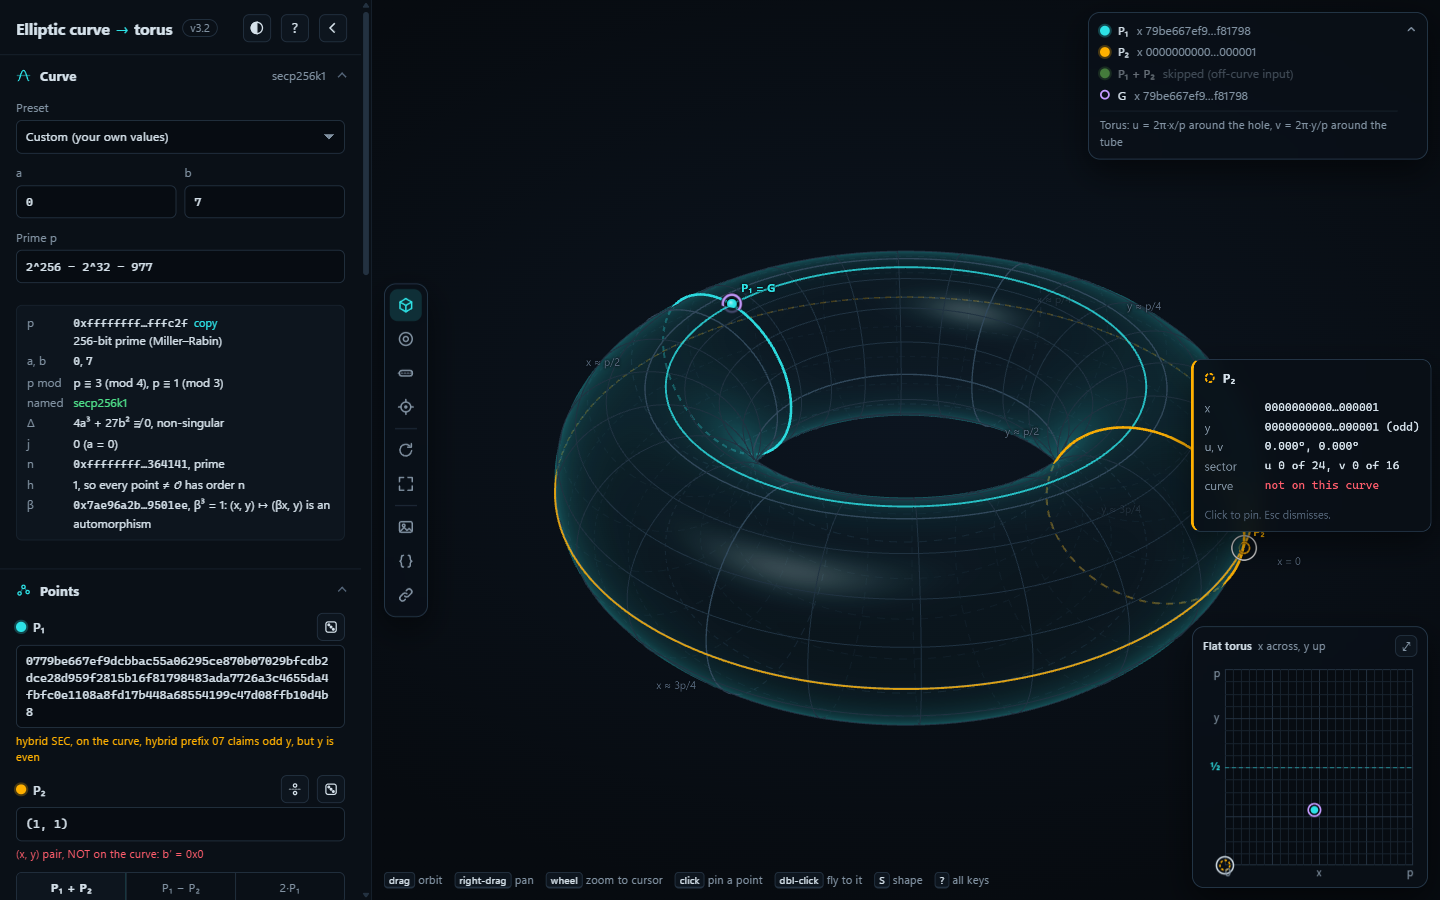 Elliptic curve → torus v3.2 ?
Curve secp256k1
Preset
Custom (your own values)
a b
0 7
Prime p
2^256 − 2^32 − 977
p 0xffffffff…fffc2f copy
256-bit prime (Miller–Rabin)
a, b 0, 7
p mod p ≡ 3 (mod 4), p ≡ 1 (mod 3)
named secp256k1
Δ 4a³ + 27b² ≢ 0, non-singular
j 0 (a = 0)
n 0xffffffff…364141, prime
h 1, so every point ≠ 𝒪 has order n
β 0x7ae96a2b…9501ee, β³ = 1: (x, y) ↦ (βx, y) is an
automorphism
Points
P₁
0779be667ef9dcbbac55a06295ce870b07029bfcdb2
dce28d959f2815b16f81798483ada7726a3c4655da4
fbfc0e1108a8fd17b448a68554199c47d08ffb10d4b
8
hybrid SEC, on the curve, hybrid prefix 07 claims odd y, but y is
even
P₂
(1, 1)
(x, y) pair, NOT on the curve: b' = 0x0
P₁ + P₂ P₁ − P₂ 2·P₁
P₁ x 79be667ef9…f81798
P₂ x 0000000000…000001
P₁ + P₂ skipped (off-curve input)
G x 79be667ef9…f81798
Torus: u = 2π·x/p around the hole, v = 2π·y/p around the
tube
P₁ = G
y ≈ p/4
x ≈ p/2
y ≈ p/2
y ≈ 3p/4
x ≈ 3p/4
x = 0
P₂
P₂
x 0000000000…000001
y 0000000000…000001 (odd)
u, v 0.000°, 0.000°
sector u 0 of 24, v 0 of 16
curve not on this curve
Click to pin. Esc dismisses.
Flat torus x across, y up
p
y
½
x p
drag orbit right-drag pan wheel zoom to cursor click pin a point dbl-click fly to it S shape ? all keys